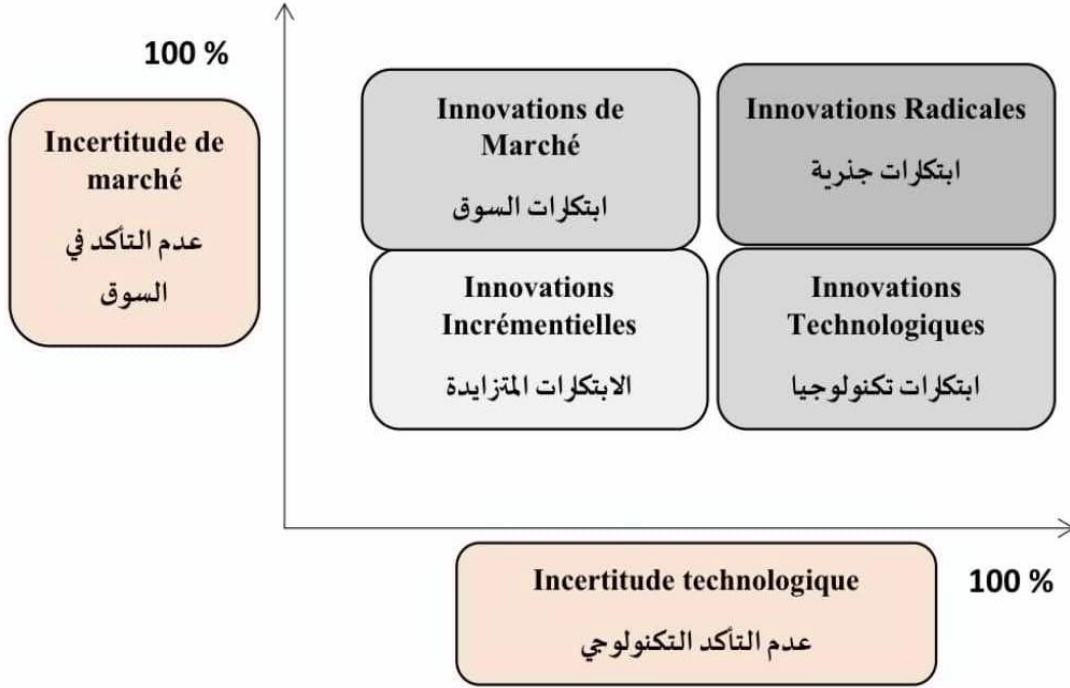 100 %
Incertitude de
marché
عدم التأكد في
السوق
Innovations de
Marché
ابتكارات السوق
Innovations Radicales
ابتكارات جذرية
Innovations
Incrémentielles
الابتكارات المتزايدة
Innovations
Technologiques
ابتكارات تكنولوجيا
Incertitude technologique
عدم التأكد التكنولوجي
100 %